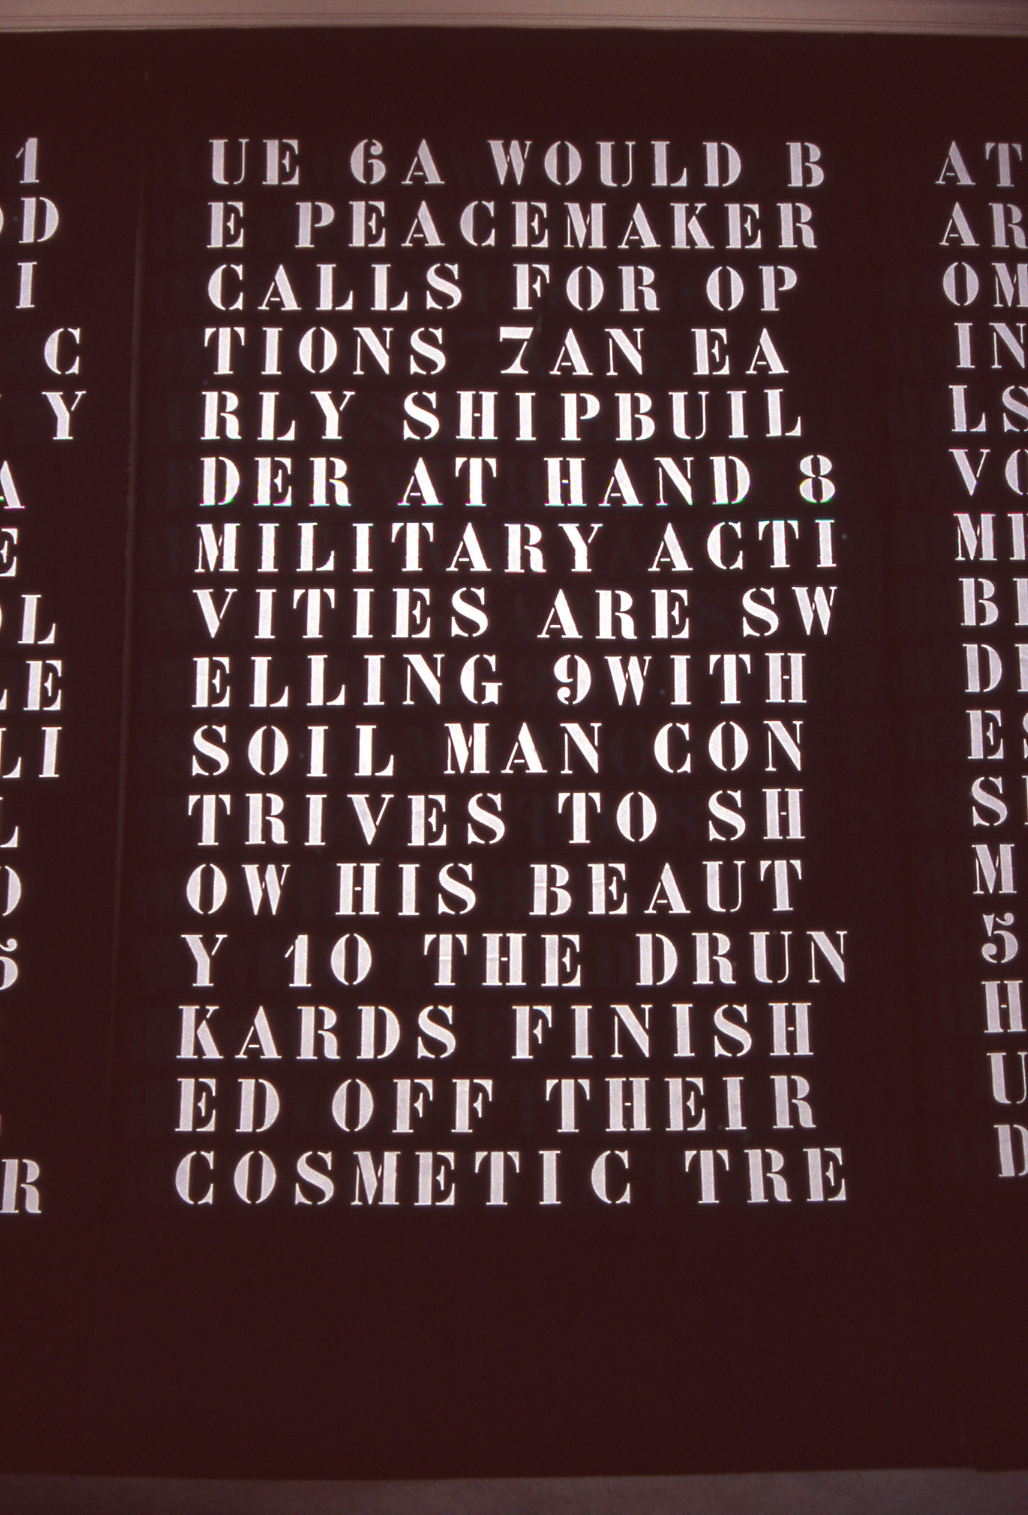 UE 6A WOULD B
E PEACEMAKER
CALLS FOR OP
TIONS 7AN EA
RLY SHIPBUIL
DER AT HAND 8
MILITARY ACTI
VITIES ARE SW
ELLING 9WITH
SOIL MAN CON
TRIVES TO SH
OW HIS BEAUT
Y 10 THE DRUN
KARDS FINISH
ED OFF THEIR
COSMETIC TRE